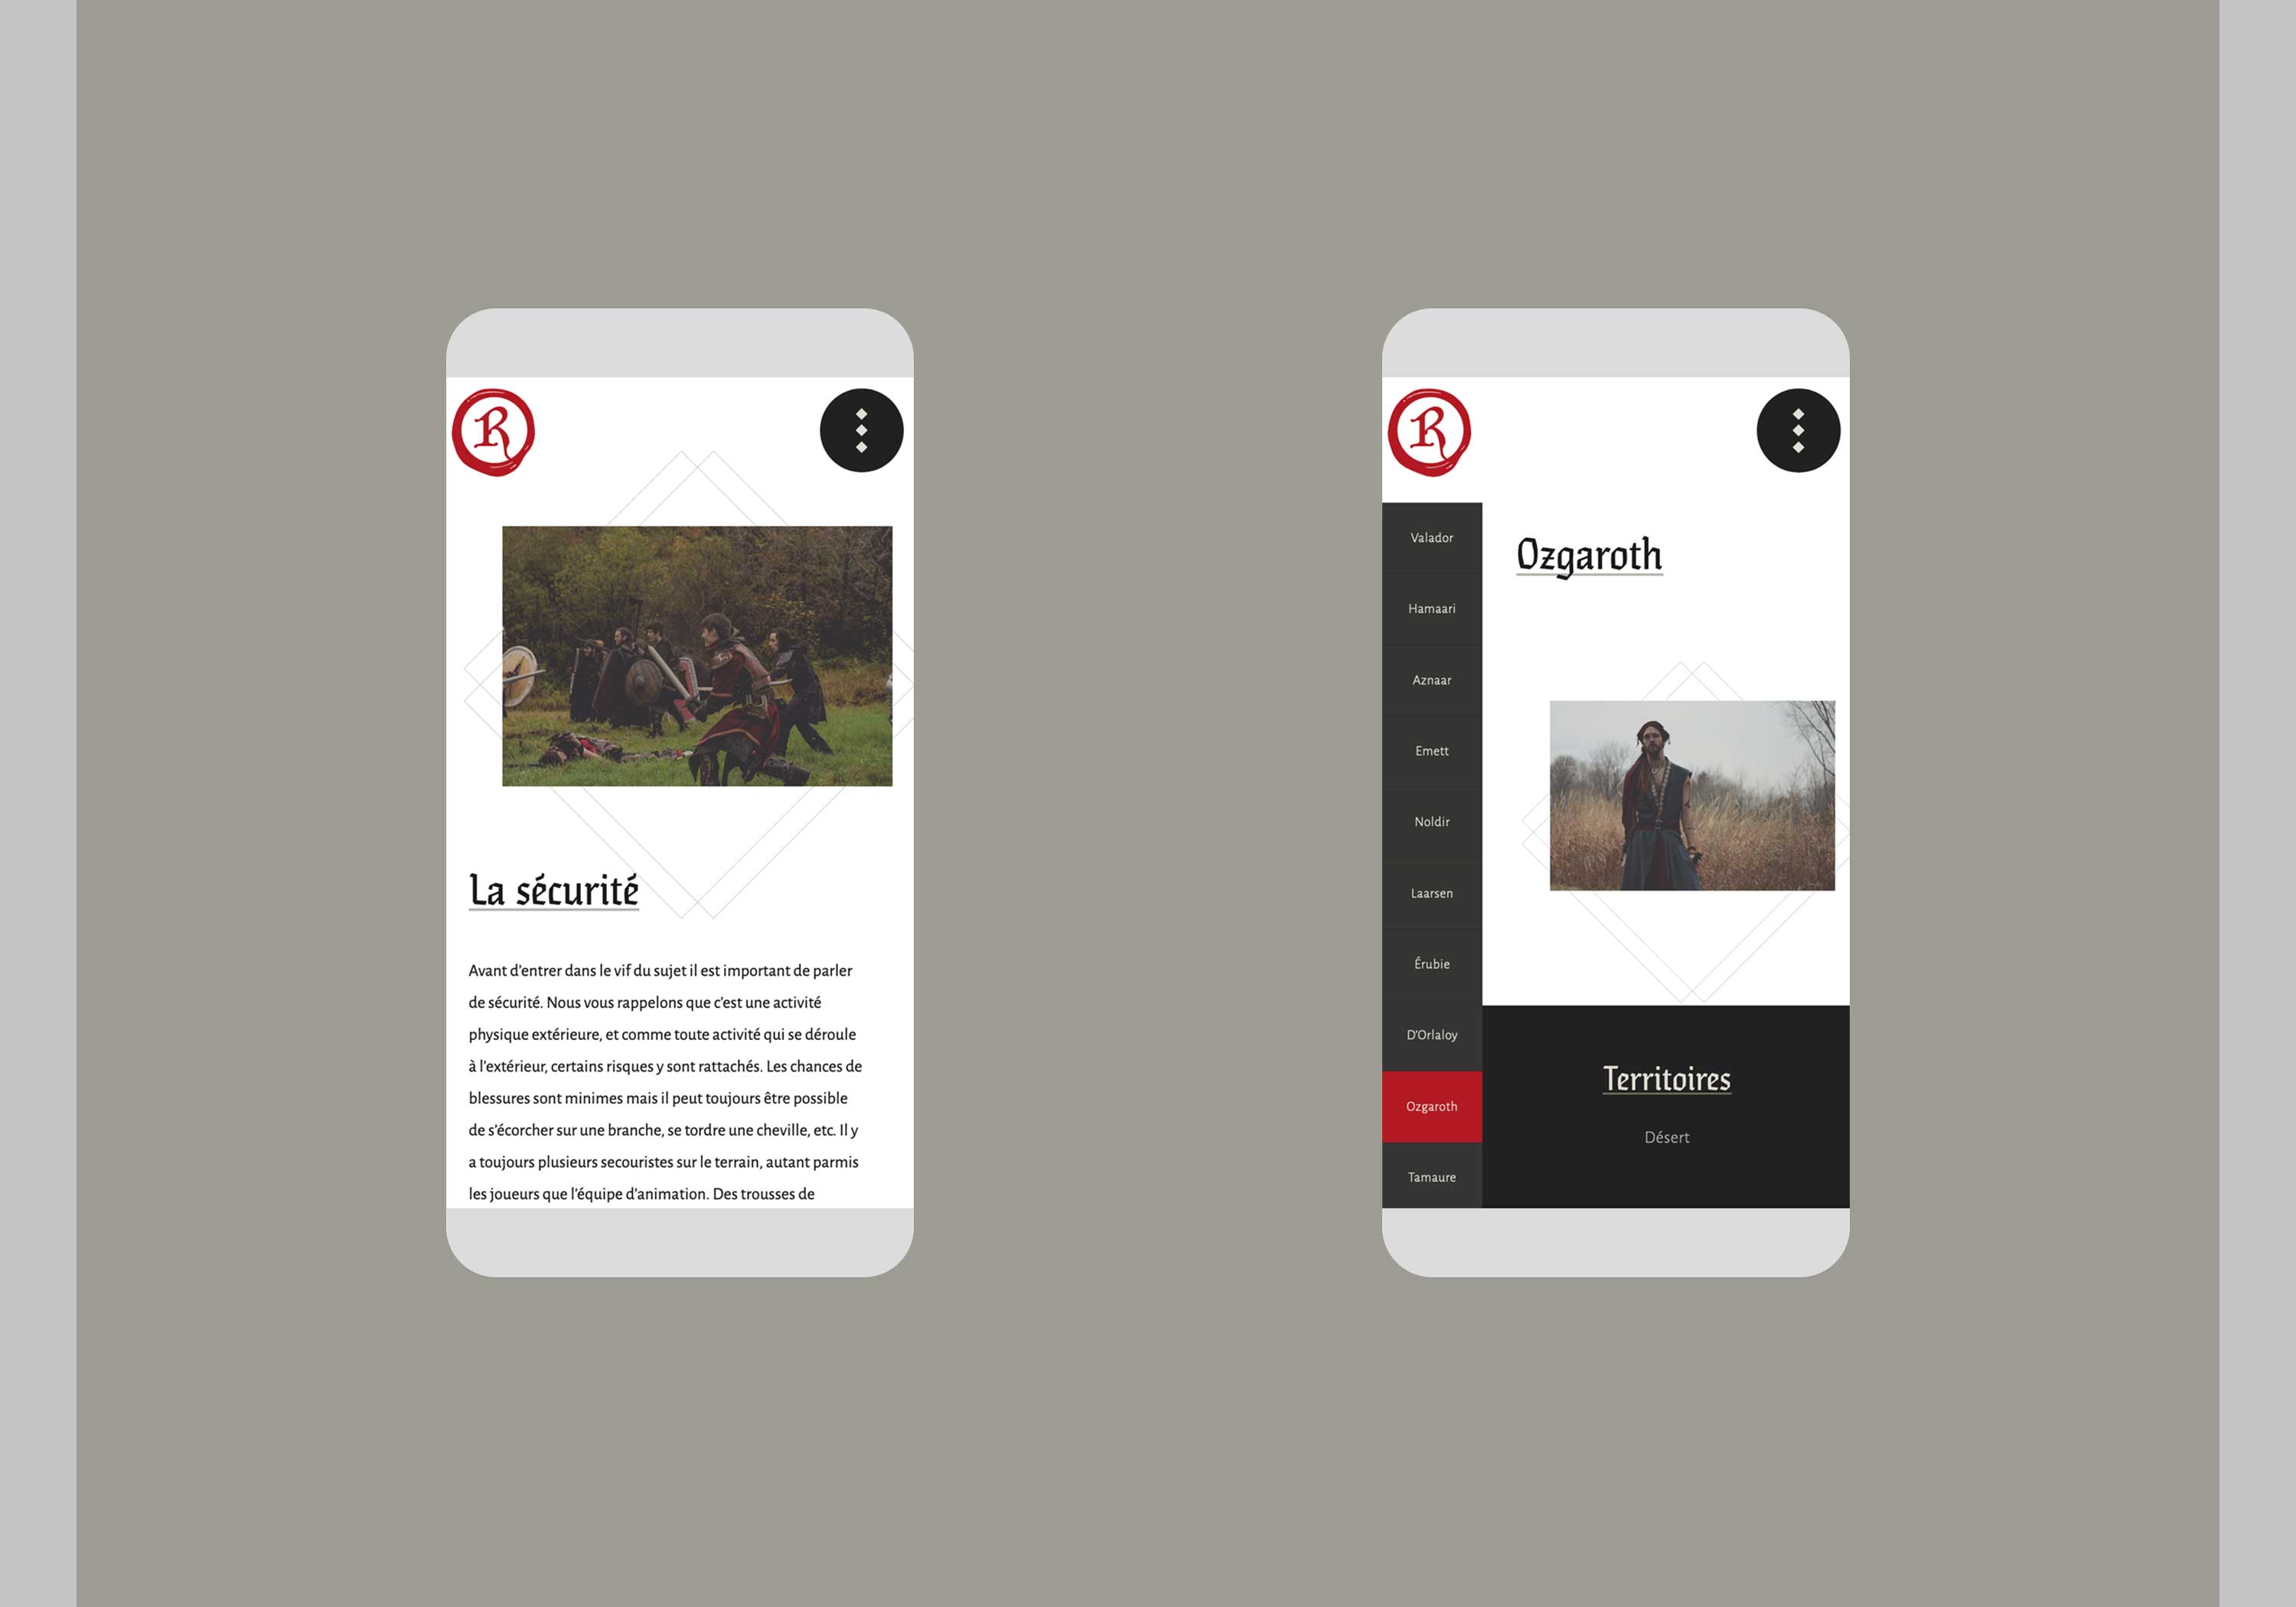 R
La sécurité
Avant d'entrer dans le vif du sujet il est important de parler
de sécurité. Nous vous rappelons que c'est une activité
physique extérieure, et comme toute activité qui se déroule
à l'extérieur, certains risques y sont rattachés. Les chances de
blessures sont minimes mais il peut toujours être possible
de s'écorcher sur une branche, se tordre une cheville, etc. Il y
a toujours plusieurs secouristes sur le terrain, autant parmis
les joueurs que l'équipe d'animation. Des trousses de
R
Valador
Hamaari
Aznaar
Emett
Noldir
Laarsen
Érubie
D'Orlaloy
Ozgaroth
Tamaure
Ozgaroth
Territoires
Désert